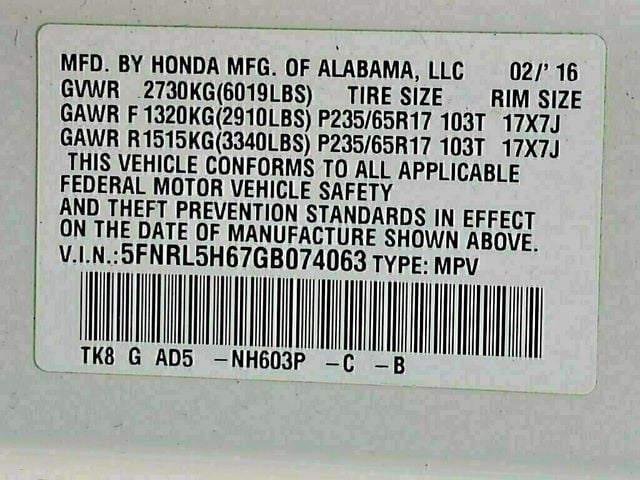 MFD. BY HONDA MFG. OF ALABAMA, LLC 02/' 16
GVWR 2730KG(6019LBS) TIRE SIZE RIM SIZE
GAWR F 1320KG(2910LBS) P235/65R17 103T 17X7J
GAWR R1515KG(3340LBS) P235/65R17 103T 17X7J
THIS VEHICLE CONFORMS TO ALL APPLICABLE
FEDERAL MOTOR VEHICLE SAFETY
AND THEFT PREVENTION STANDARDS IN EFFECT
ON THE DATE OF MANUFACTURE SHOWN ABOVE.
V.I.N.:5FNRL5H67GB074063 TYPE: MPV
TK8 G AD5 -NH603P -C -B